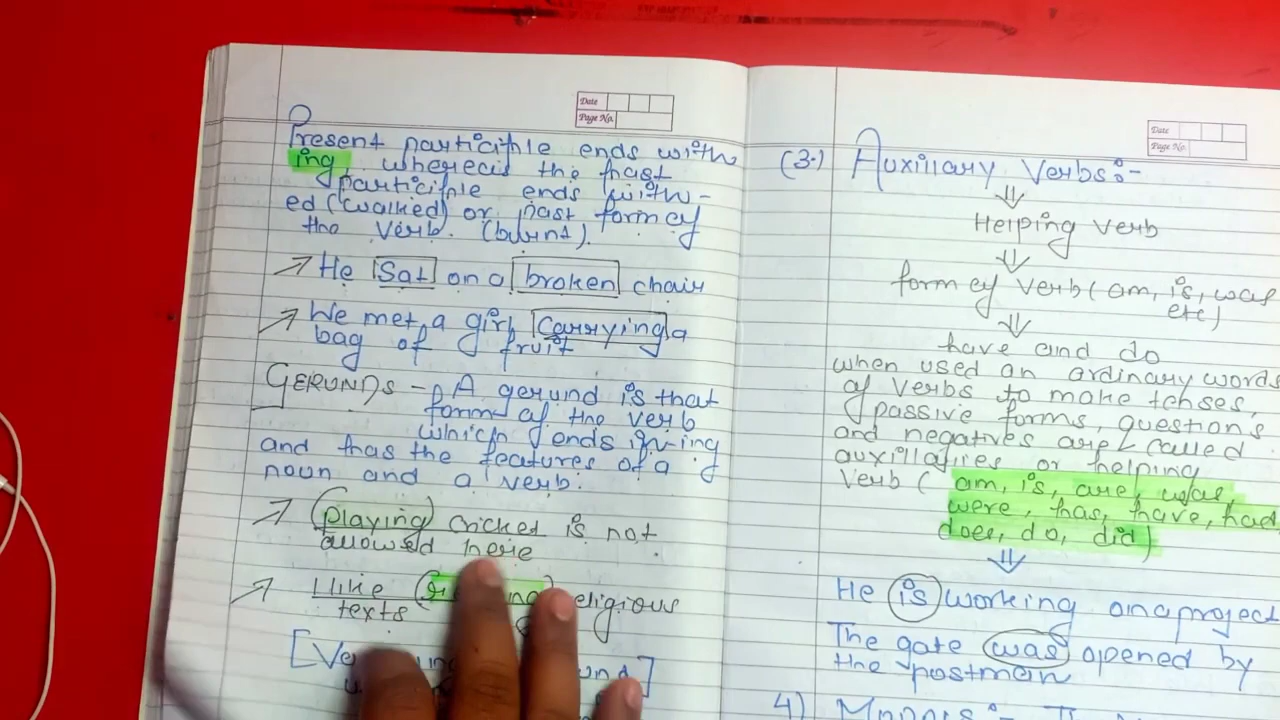 Date
Page No.
Present participle ends with
ing, whereas the past
participle ends with -
ed (walked) or past form of
the verb. (burnt).
→ He Sat on a broken chair
→ We met a girl carrying a
bag of fruit
GERUNDS - A gerund is that
form of the verb
which ends in -ing
and has the features of a
noun and a verb.
→ (playing) cricket is not
allowed here
→ I like religious
texts
Date
Page No.
(3.) Auxiliary Verbs:-
⇓
Helping verb
⇓
form of verb (am, is, was
etc)
⇓
have and do
when used an ordinary words
of verbs to make tenses,
passive forms questions
and negatives are called
auxillaries or helping
Verb ( am, is, are, was,
were, has, have, had
does, do, did)
⇓
He is working on a project
The gate was opened by
the postman
4)